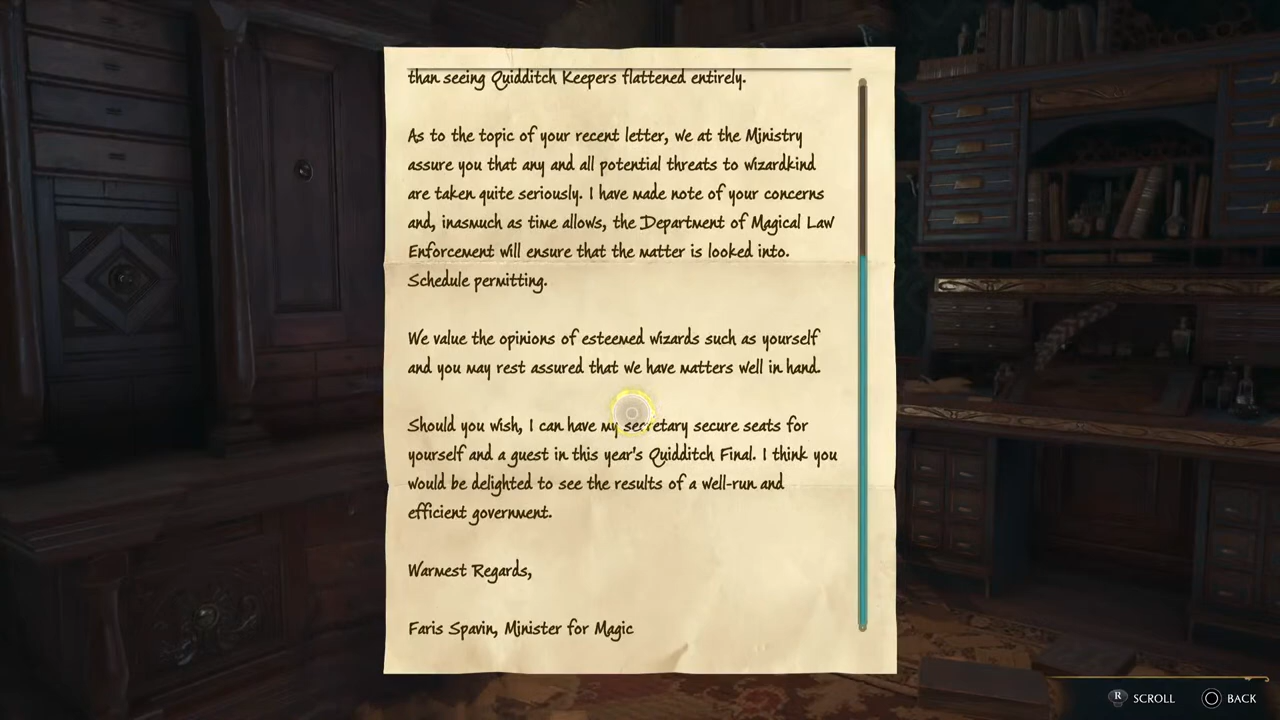 than seeing Quidditch Keepers flattened entirely.
As to the topic of your recent letter, we at the Ministry
assure you that any and all potential threats to wizardkind
are taken quite seriously. I have made note of your concerns
and, inasmuch as time allows, the Department of Magical Law
Enforcement will ensure that the matter is looked into.
Schedule permitting.
We value the opinions of esteemed wizards such as yourself
and you may rest assured that we have matters well in hand.
Should you wish, I can have my secretary secure seats for
yourself and a guest in this year's Quidditch Final. I think you
would be delighted to see the results of a well-run and
efficient government.
Warmest Regards,
Faris Spavin, Minister for Magic
R SCROLL BACK